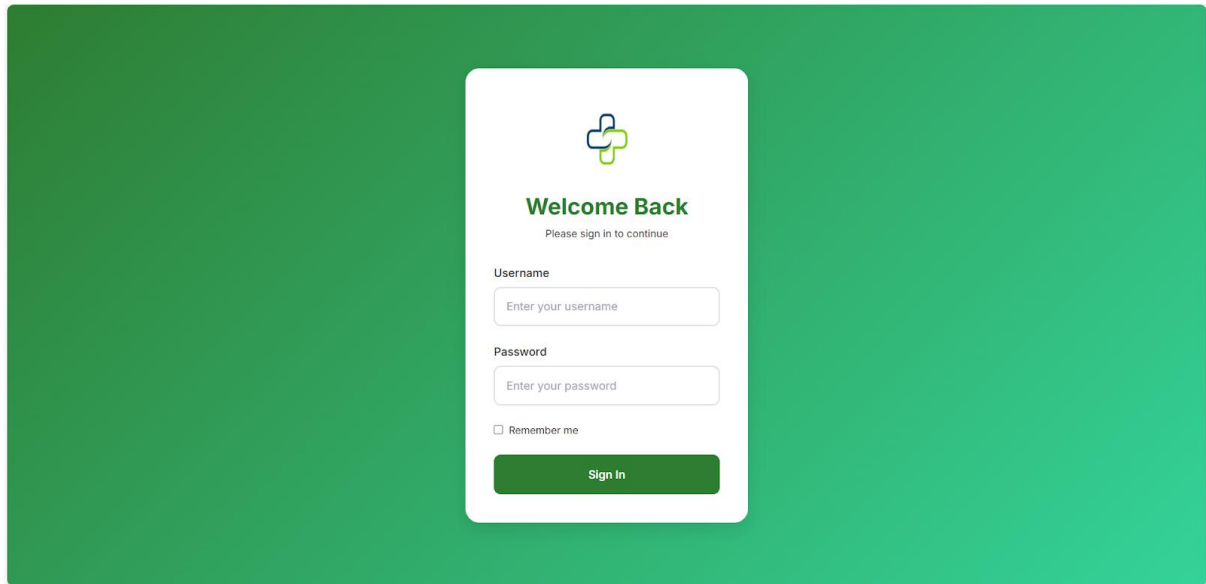 Welcome Back
Please sign in to continue
Username
Enter your username
Password
Enter your password
Remember me
Sign In